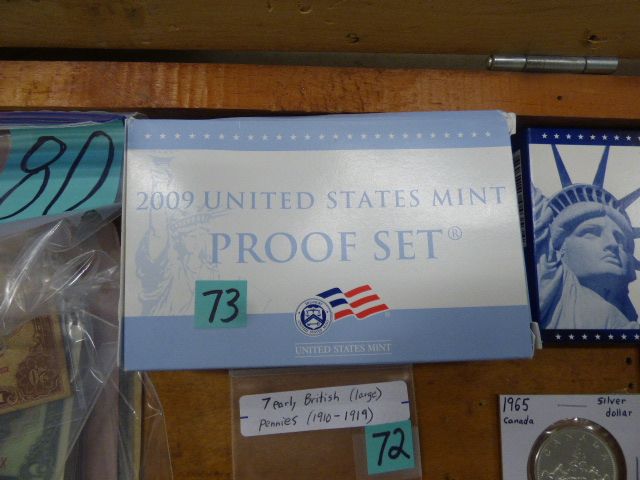 80
2009 UNITED STATES MINT
PROOF SET®
73
UNITED STATES MINT
7 early British (large)
pennies (1910-1919)
72
1965
Canada
Silver
dollar
CANADA